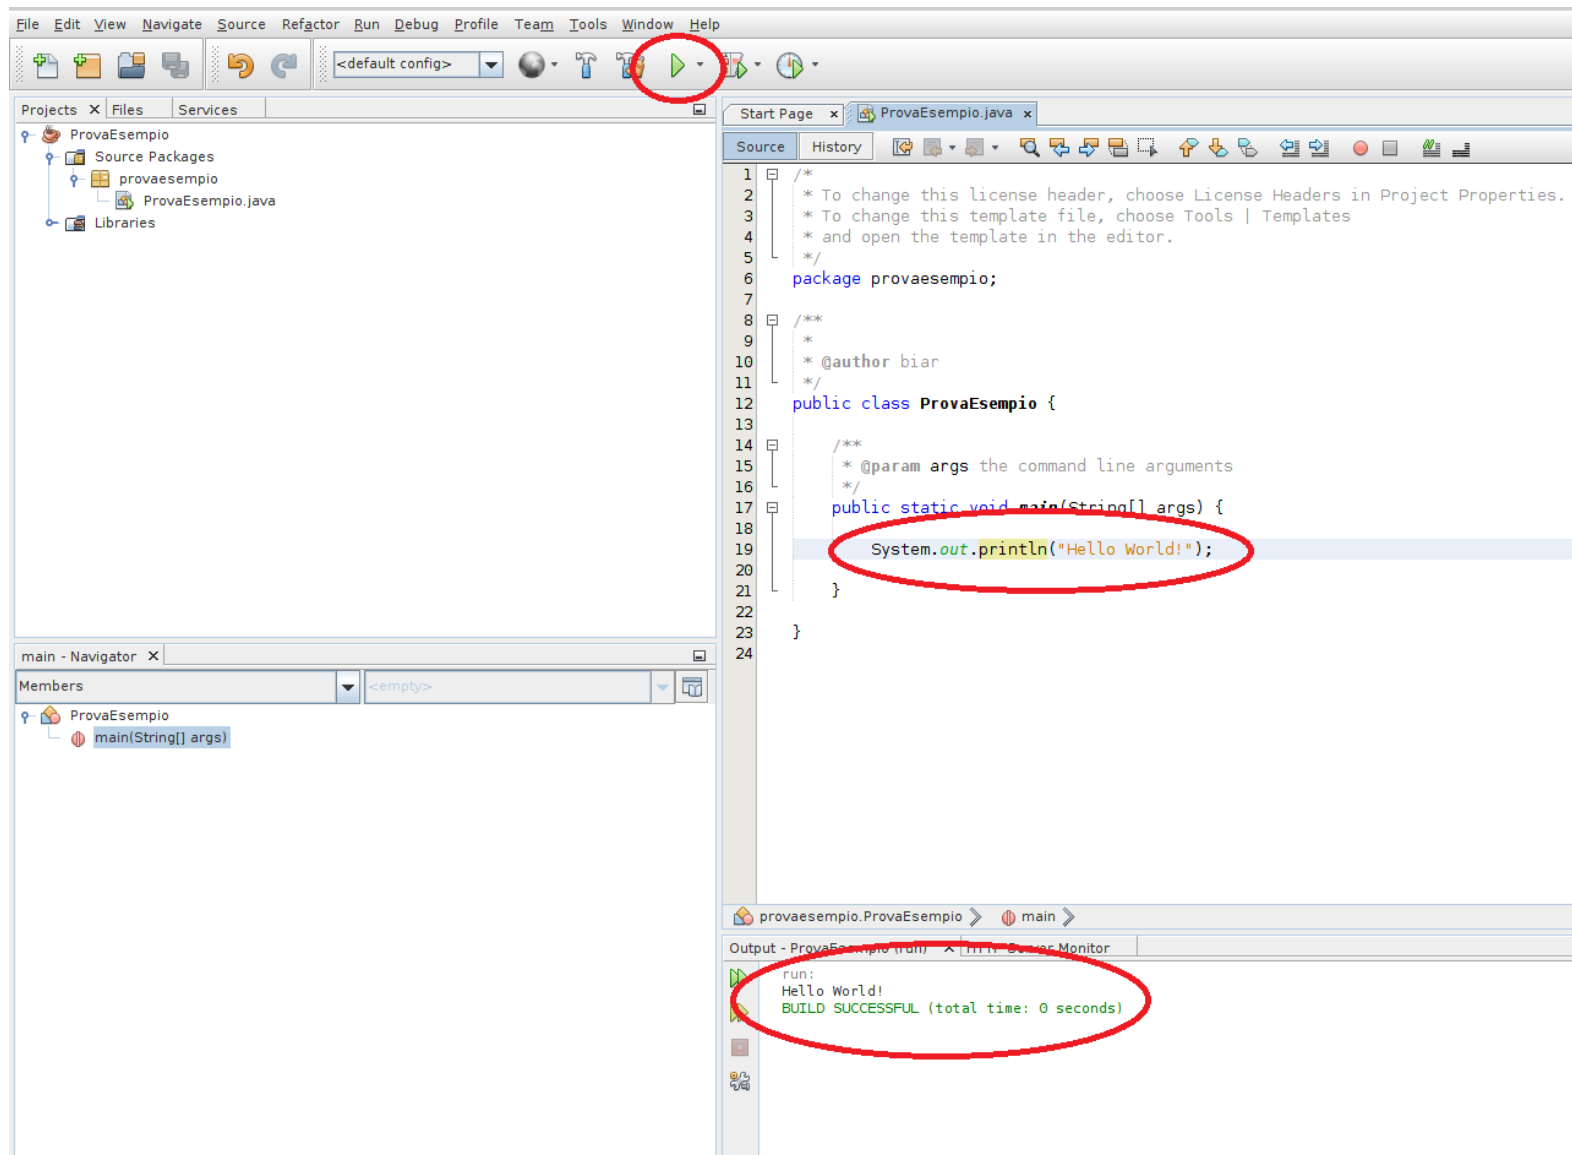 File Edit View Navigate Source Refactor Run Debug Profile Team Tools Window Help
<default config>
Projects Files Services
ProvaEsempio
Source Packages
provaesempio
ProvaEsempio.java
Libraries
main - Navigator
Members <empty>
ProvaEsempio
main(String[] args)
Start Page ProvaEsempio.java
Source History
1 /*
2 * To change this license header, choose License Headers in Project Properties.
3 * To change this template file, choose Tools | Templates
4 * and open the template in the editor.
5 */
6 package provaesempio;
7
8 /**
9 *
10 * @author biar
11 */
12 public class ProvaEsempio {
13
14 /**
15 * @param args the command line arguments
16 */
17 public static void main(String[] args) {
18
19 System.out.println("Hello World!");
20
21 }
22
23 }
24
provaesempio.ProvaEsempio main
Output - ProvaEsempio (run) HTTP Server Monitor
run:
Hello World!
BUILD SUCCESSFUL (total time: 0 seconds)